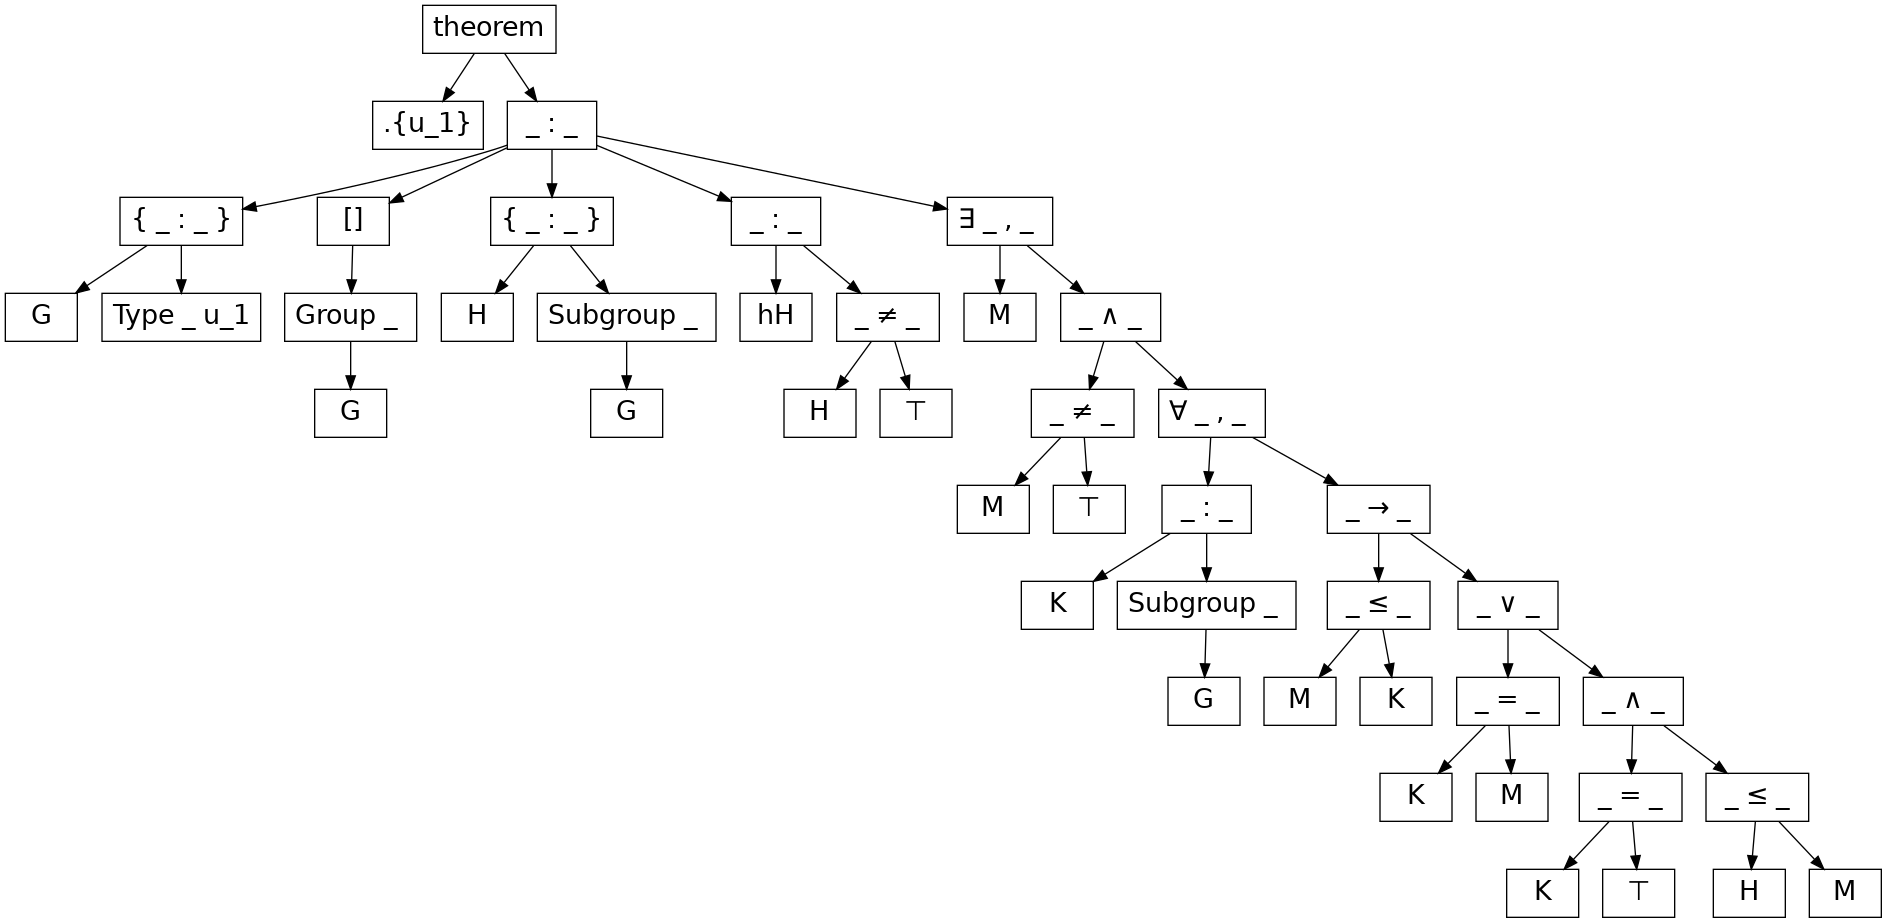 theorem
.{u_1} _ : _
{ _ : _ } [] { _ : _ } _ : _ ∃ _ , _
G Type _ u_1 Group _ H Subgroup _ hH _ ≠ _ M _ ∧ _
G G H ⊤ _ ≠ _ ∀ _ , _
M ⊤ _ : _ _ → _
K Subgroup _ _ ≤ _ _ ∨ _
G M K _ = _ _ ∧ _
K M _ = _ _ ≤ _
K ⊤ H M